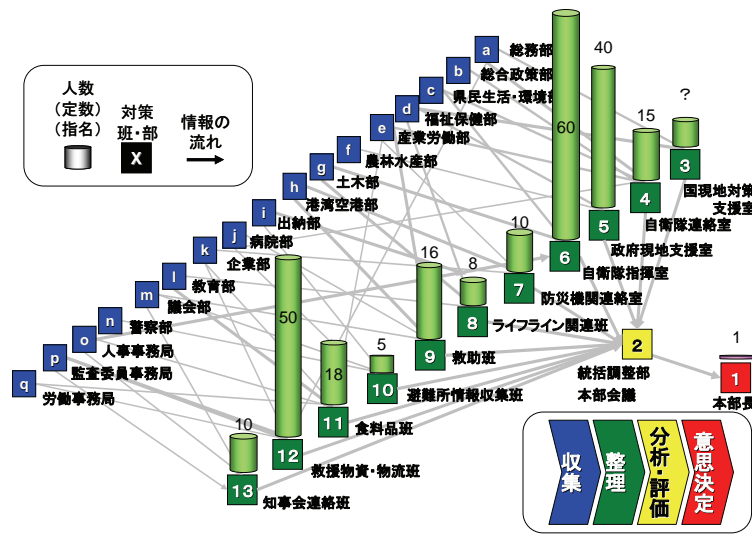 人数
(定数)
(指名)
対策
班・部
X
情報の
流れ
a
総務部
b
総合政策部
c
県民生活・環境部
d
福祉保健部
e
産業労働部
f
農林水産部
g
土木部
h
港湾空港部
i
出納部
j
病院部
k
企業部
l
教育部
m
議会部
n
警察部
o
人事事務局
p
監査委員事務局
q
労働事務局
?
3
国現地対策
支援室
15
4
自衛隊連絡室
40
5
政府現地支援室
60
6
自衛隊指揮室
10
7
防災機関連絡室
8
8
ライフライン関連班
16
9
救助班
5
10
避難所情報収集班
18
11
食料品班
50
12
救援物資・物流班
10
13
知事会連絡班
2
統括調整部
本部会議
1
1
本部長
収集
整理
分析・評価
意思決定